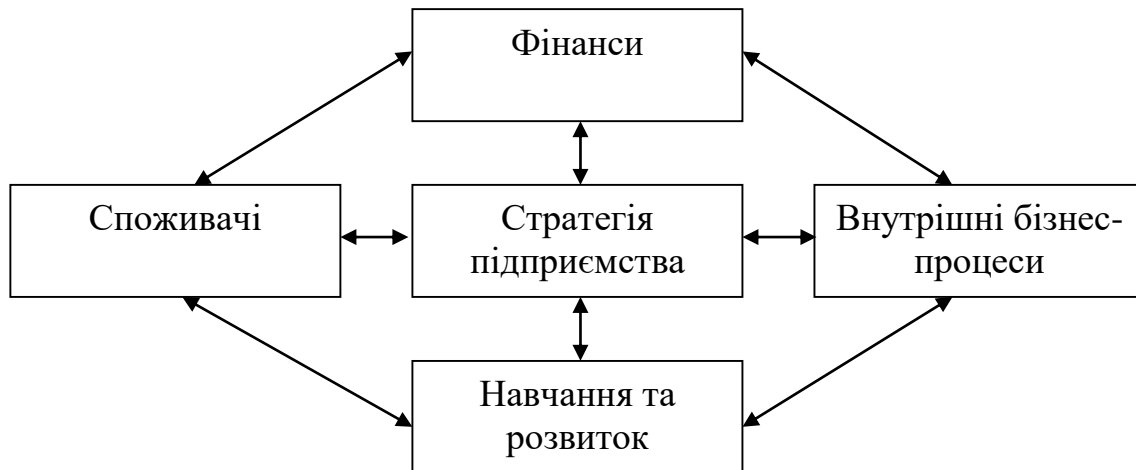 Фінанси
Споживачі
Стратегія
підприємства
Внутрішні бізнес-
процеси
Навчання та
розвиток